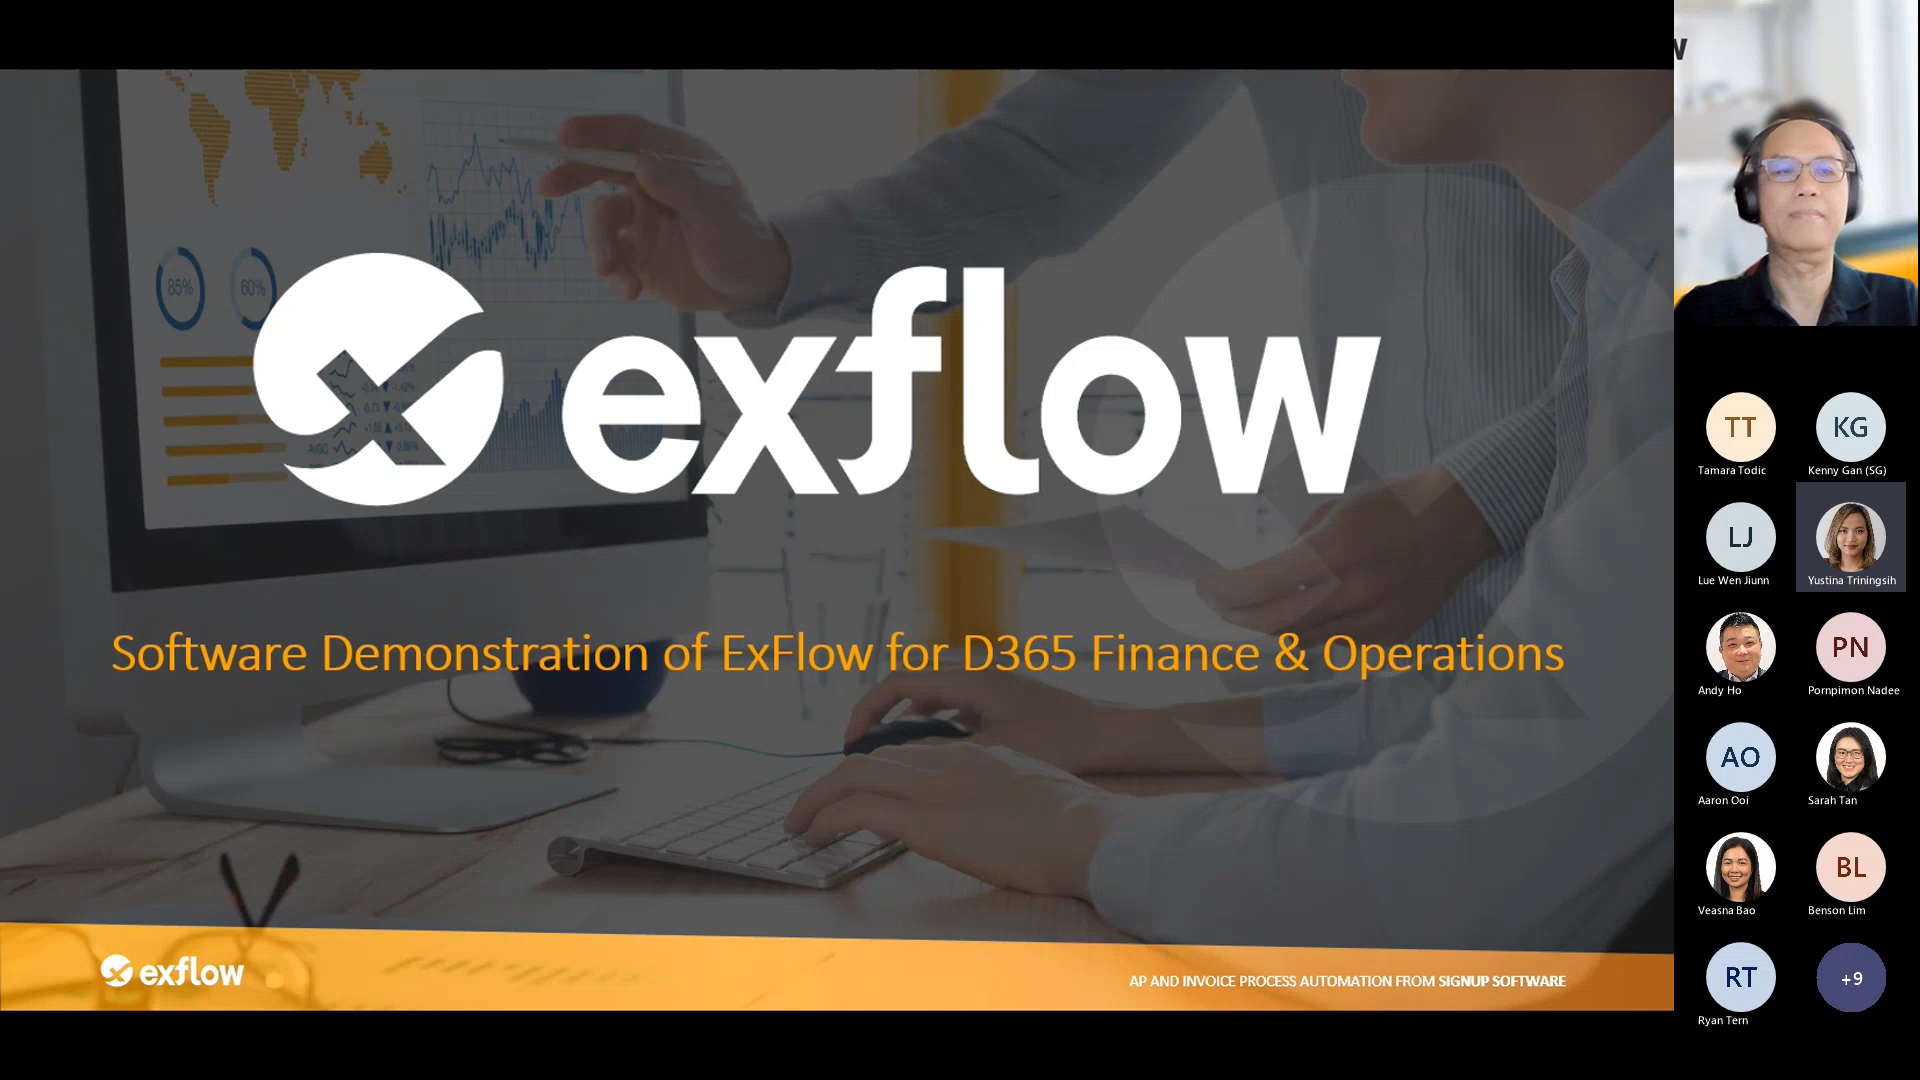 85%
60%
exflow
Software Demonstration of ExFlow for D365 Finance & Operations
exflow
AP AND INVOICE PROCESS AUTOMATION FROM SIGNUP SOFTWARE
W
TT
Tamara Todic
KG
Kenny Gan (SG)
LJ
Lue Wen Jiunn
Yustina Triningsih
Andy Ho
PN
Pornpimon Nadee
AO
Aaron Ooi
Sarah Tan
Veasna Bao
BL
Benson Lim
RT
Ryan Tern
+9